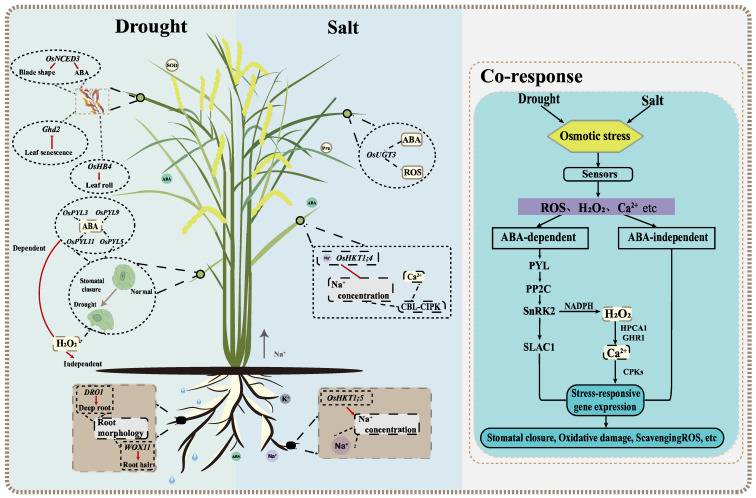 Drought
Salt
OsNCED3
Blade shape
ABA
Ghd2
Leaf senescence
OsHB4
Leaf roll
SOD
ABA
Pro
ABA
OsUGT3
ABA
ROS
OsPYL3
OsPYL9
ABA
OsPYL11
OsPYL5
Dependent
Stomatal
closure
Normal
Drought
H₂O₂
Independent
OsHKT1;4
Na⁺
concentration
Ca²⁺
CBL-CIPK
Na⁺
DRO1
Deep root
Root
morphology
WOX11
Root hairs
K⁺
ABA
Na⁺
OsHKT1;5
Na⁺
concentration
Na⁺
Co-response
Drought
Salt
Osmotic stress
Sensors
ROS、H₂O₂、Ca²⁺ etc
ABA-dependent
ABA-independent
PYL
PP2C
SnRK2
NADPH
H₂O₂
HPCA1
GHR1
SLAC1
Ca²⁺
CPKs
Stress-responsive
gene expression
Stomatal closure, Oxidative damage, ScavengingROS, etc